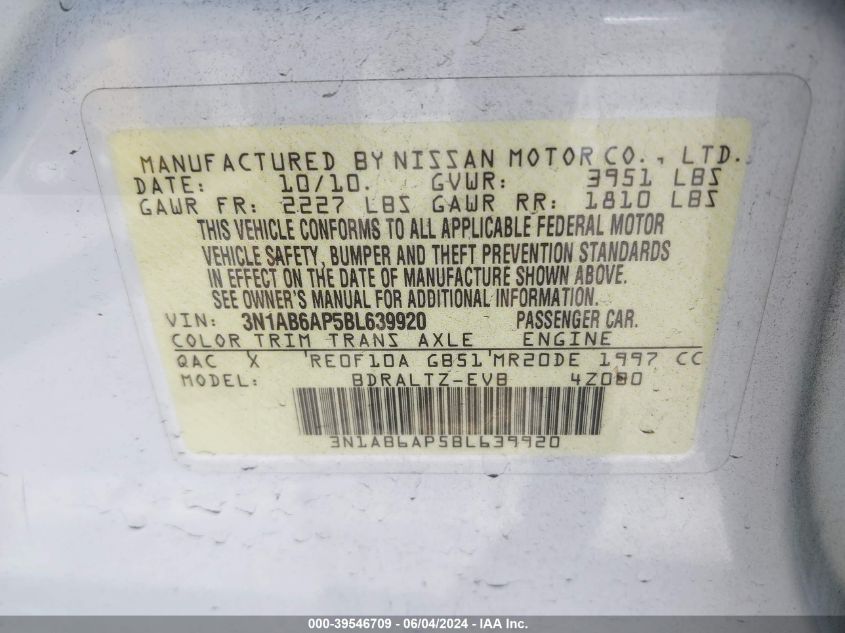 MANUFACTURED BY NISSAN MOTOR CO., LTD.
DATE: 10/10. GVWR: 3951 LBS
GAWR FR: 2227 LBS GAWR RR: 1810 LBS
THIS VEHICLE CONFORMS TO ALL APPLICABLE FEDERAL MOTOR
VEHICLE SAFETY, BUMPER AND THEFT PREVENTION STANDARDS
IN EFFECT ON THE DATE OF MANUFACTURE SHOWN ABOVE.
SEE OWNER'S MANUAL FOR ADDITIONAL INFORMATION.
VIN: 3N1AB6AP5BL639920 PASSENGER CAR.
COLOR TRIM TRANS AXLE ENGINE
QAC X RE0F10A GB51 MR20DE 1997 CC
MODEL: BDRALTZ-EVB 4Z000
3N1AB6AP5BL639920
000-39546709 - 06/04/2024 - IAA Inc.